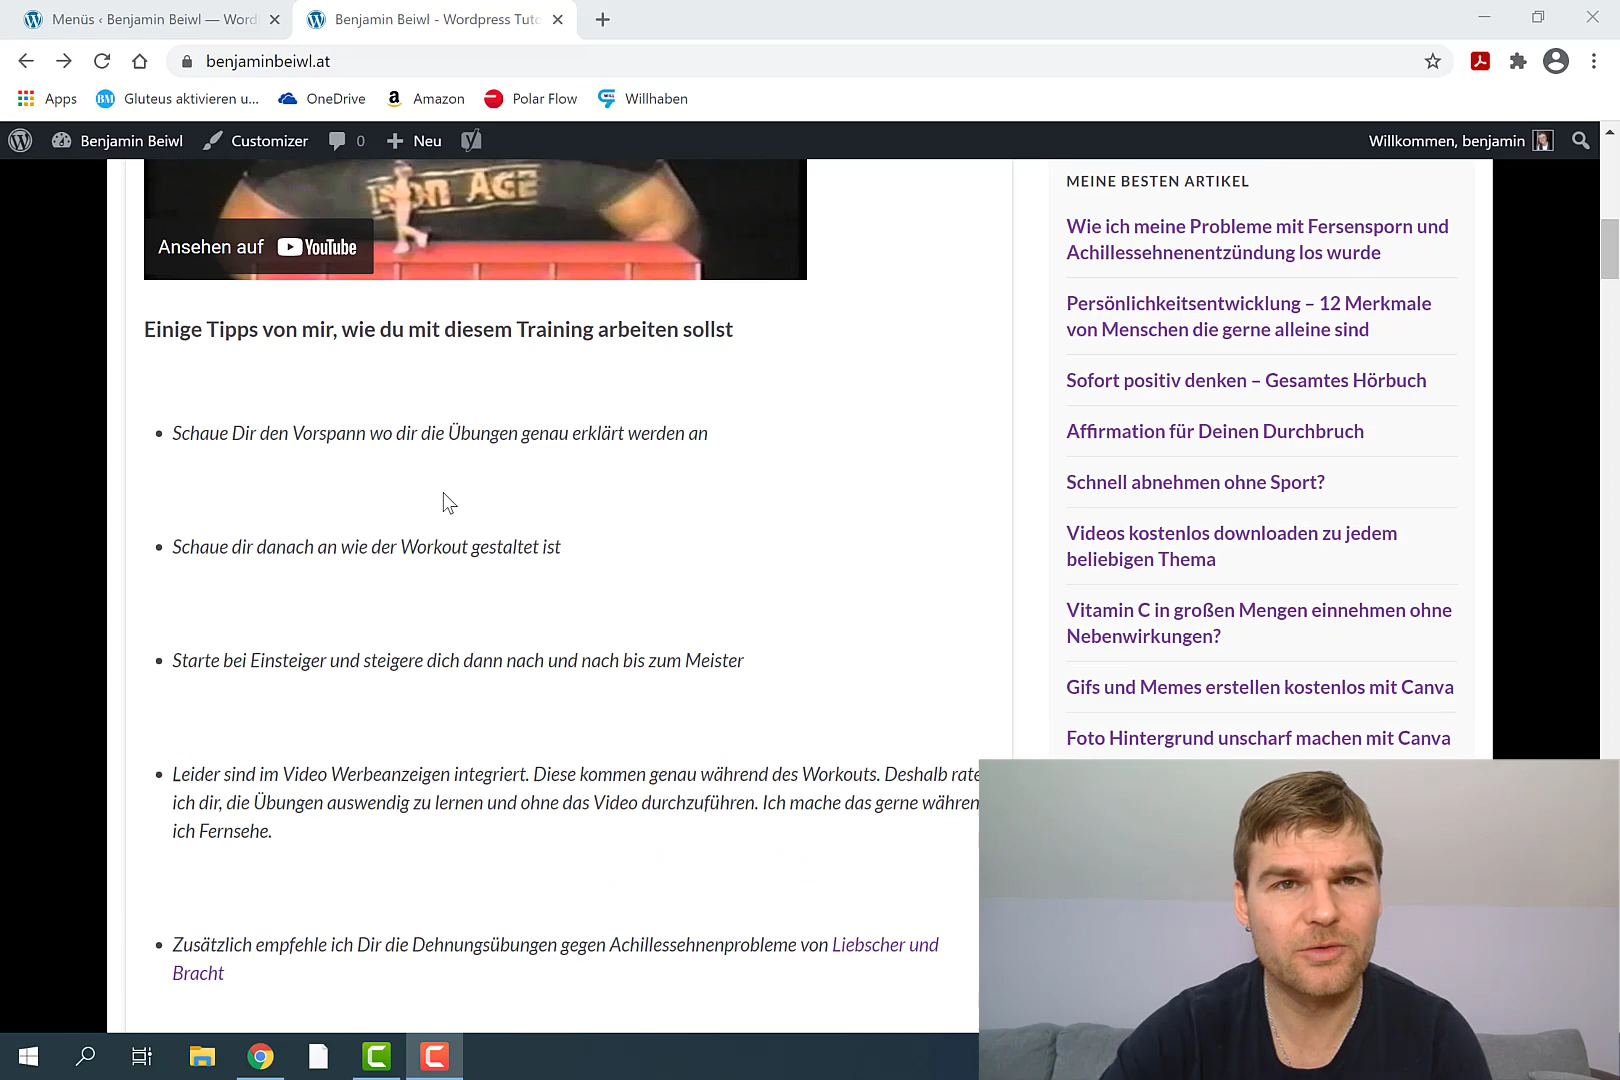 Menüs ‹ Benjamin Beiwl — Word
Benjamin Beiwl - Wordpress Tuto
benjaminbeiwl.at
Apps
Gluteus aktivieren u...
OneDrive
Amazon
Polar Flow
Willhaben
Benjamin Beiwl
Customizer
0
Neu
Willkommen, benjamin
IRON AGE
Ansehen auf YouTube
Einige Tipps von mir, wie du mit diesem Training arbeiten sollst
Schaue Dir den Vorspann wo dir die Übungen genau erklärt werden an
Schaue dir danach an wie der Workout gestaltet ist
Starte bei Einsteiger und steigere dich dann nach und nach bis zum Meister
Leider sind im Video Werbeanzeigen integriert. Diese kommen genau während des Workouts. Deshalb rate
ich dir, die Übungen auswendig zu lernen und ohne das Video durchzuführen. Ich mache das gerne währen
ich Fernsehe.
Zusätzlich empfehle ich Dir die Dehnungsübungen gegen Achillessehnenprobleme von Liebscher und
Bracht
MEINE BESTEN ARTIKEL
Wie ich meine Probleme mit Fersensporn und
Achillessehnenentzündung los wurde
Persönlichkeitsentwicklung – 12 Merkmale
von Menschen die gerne alleine sind
Sofort positiv denken – Gesamtes Hörbuch
Affirmation für Deinen Durchbruch
Schnell abnehmen ohne Sport?
Videos kostenlos downloaden zu jedem
beliebigen Thema
Vitamin C in großen Mengen einnehmen ohne
Nebenwirkungen?
Gifs und Memes erstellen kostenlos mit Canva
Foto Hintergrund unscharf machen mit Canva